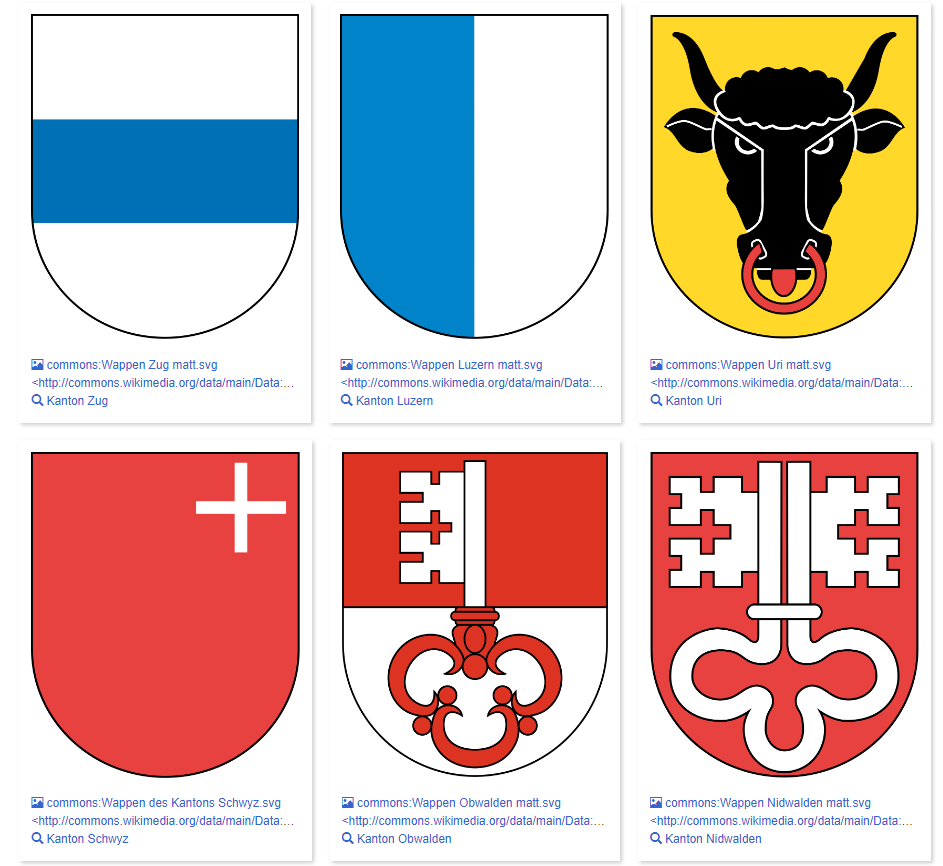 commons:Wappen Zug matt.svg
<http://commons.wikimedia.org/data/main/Data:...
Kanton Zug
commons:Wappen Luzern matt.svg
<http://commons.wikimedia.org/data/main/Data:...
Kanton Luzern
commons:Wappen Uri matt.svg
<http://commons.wikimedia.org/data/main/Data:...
Kanton Uri
commons:Wappen des Kantons Schwyz.svg
<http://commons.wikimedia.org/data/main/Data:...
Kanton Schwyz
commons:Wappen Obwalden matt.svg
<http://commons.wikimedia.org/data/main/Data:...
Kanton Obwalden
commons:Wappen Nidwalden matt.svg
<http://commons.wikimedia.org/data/main/Data:...
Kanton Nidwalden